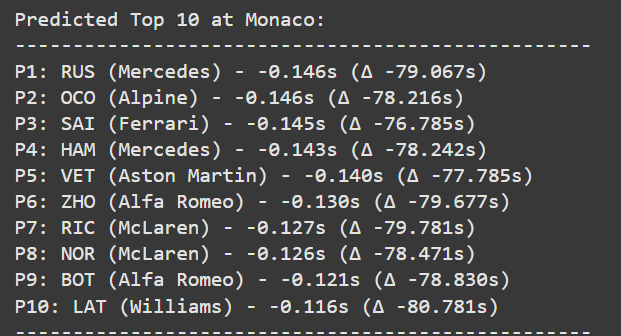 Predicted Top 10 at Monaco:
--------------------------------------------------
P1: RUS (Mercedes) - -0.146s (Δ -79.067s)
P2: OCO (Alpine) - -0.146s (Δ -78.216s)
P3: SAI (Ferrari) - -0.145s (Δ -76.785s)
P4: HAM (Mercedes) - -0.143s (Δ -78.242s)
P5: VET (Aston Martin) - -0.140s (Δ -77.785s)
P6: ZHO (Alfa Romeo) - -0.130s (Δ -79.677s)
P7: RIC (McLaren) - -0.127s (Δ -79.781s)
P8: NOR (McLaren) - -0.126s (Δ -78.471s)
P9: BOT (Alfa Romeo) - -0.121s (Δ -78.830s)
P10: LAT (Williams) - -0.116s (Δ -80.781s)
--------------------------------------------------